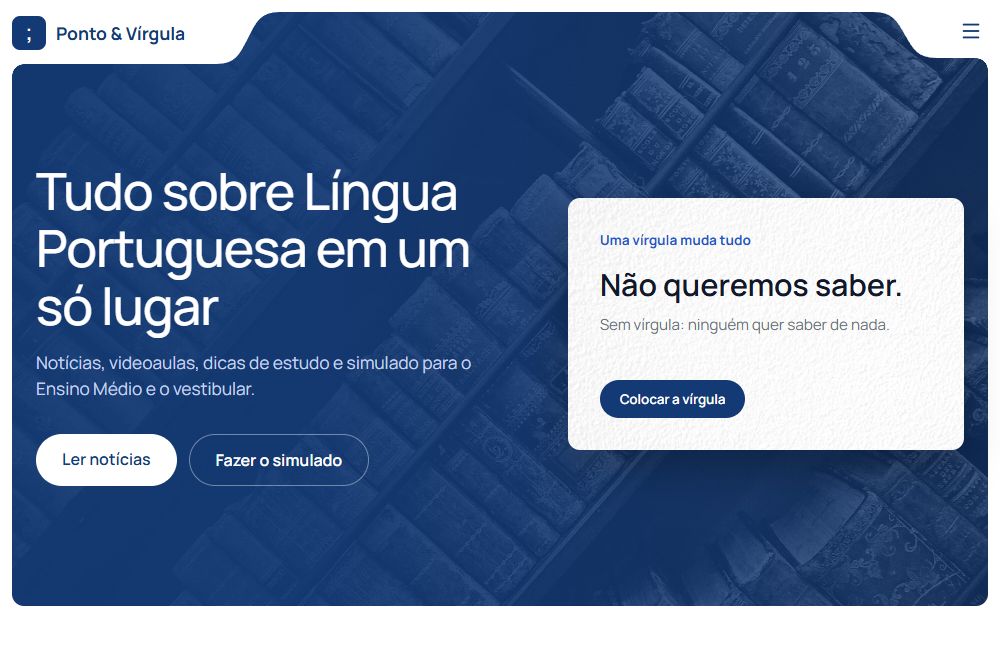 ;
Ponto & Vírgula
Tudo sobre Língua
Portuguesa em um
só lugar
Notícias, videoaulas, dicas de estudo e simulado para o
Ensino Médio e o vestibular.
Ler notícias
Fazer o simulado
Uma vírgula muda tudo
Não queremos saber.
Sem vírgula: ninguém quer saber de nada.
Colocar a vírgula